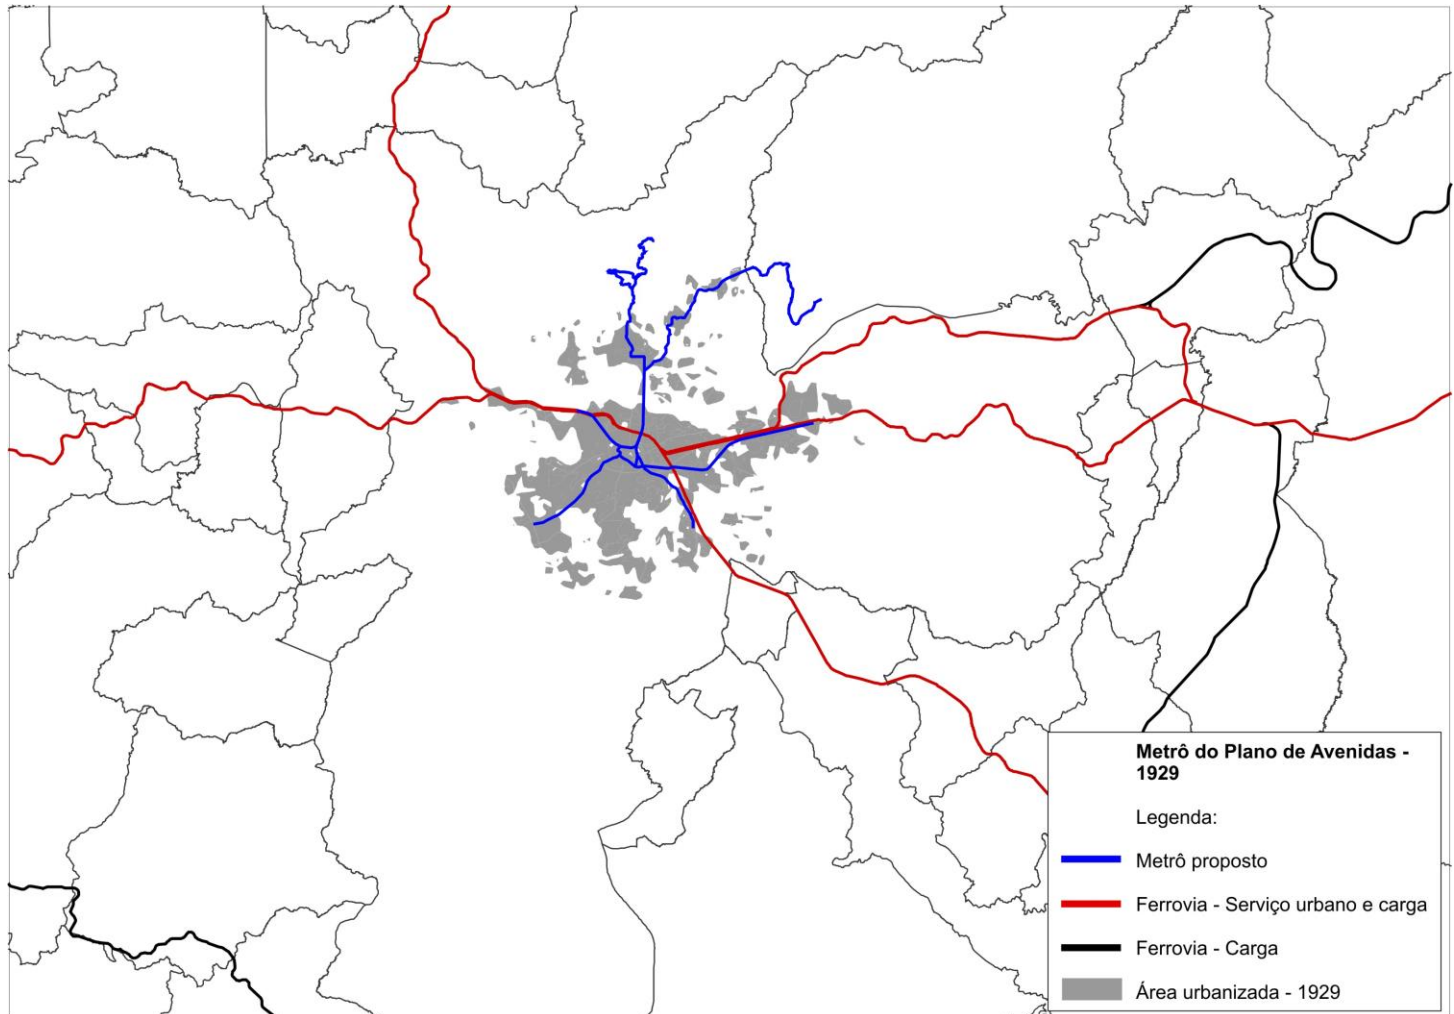 Metrô do Plano de Avenidas -
1929
Legenda:
Metrô proposto
Ferrovia - Serviço urbano e carga
Ferrovia - Carga
Área urbanizada - 1929